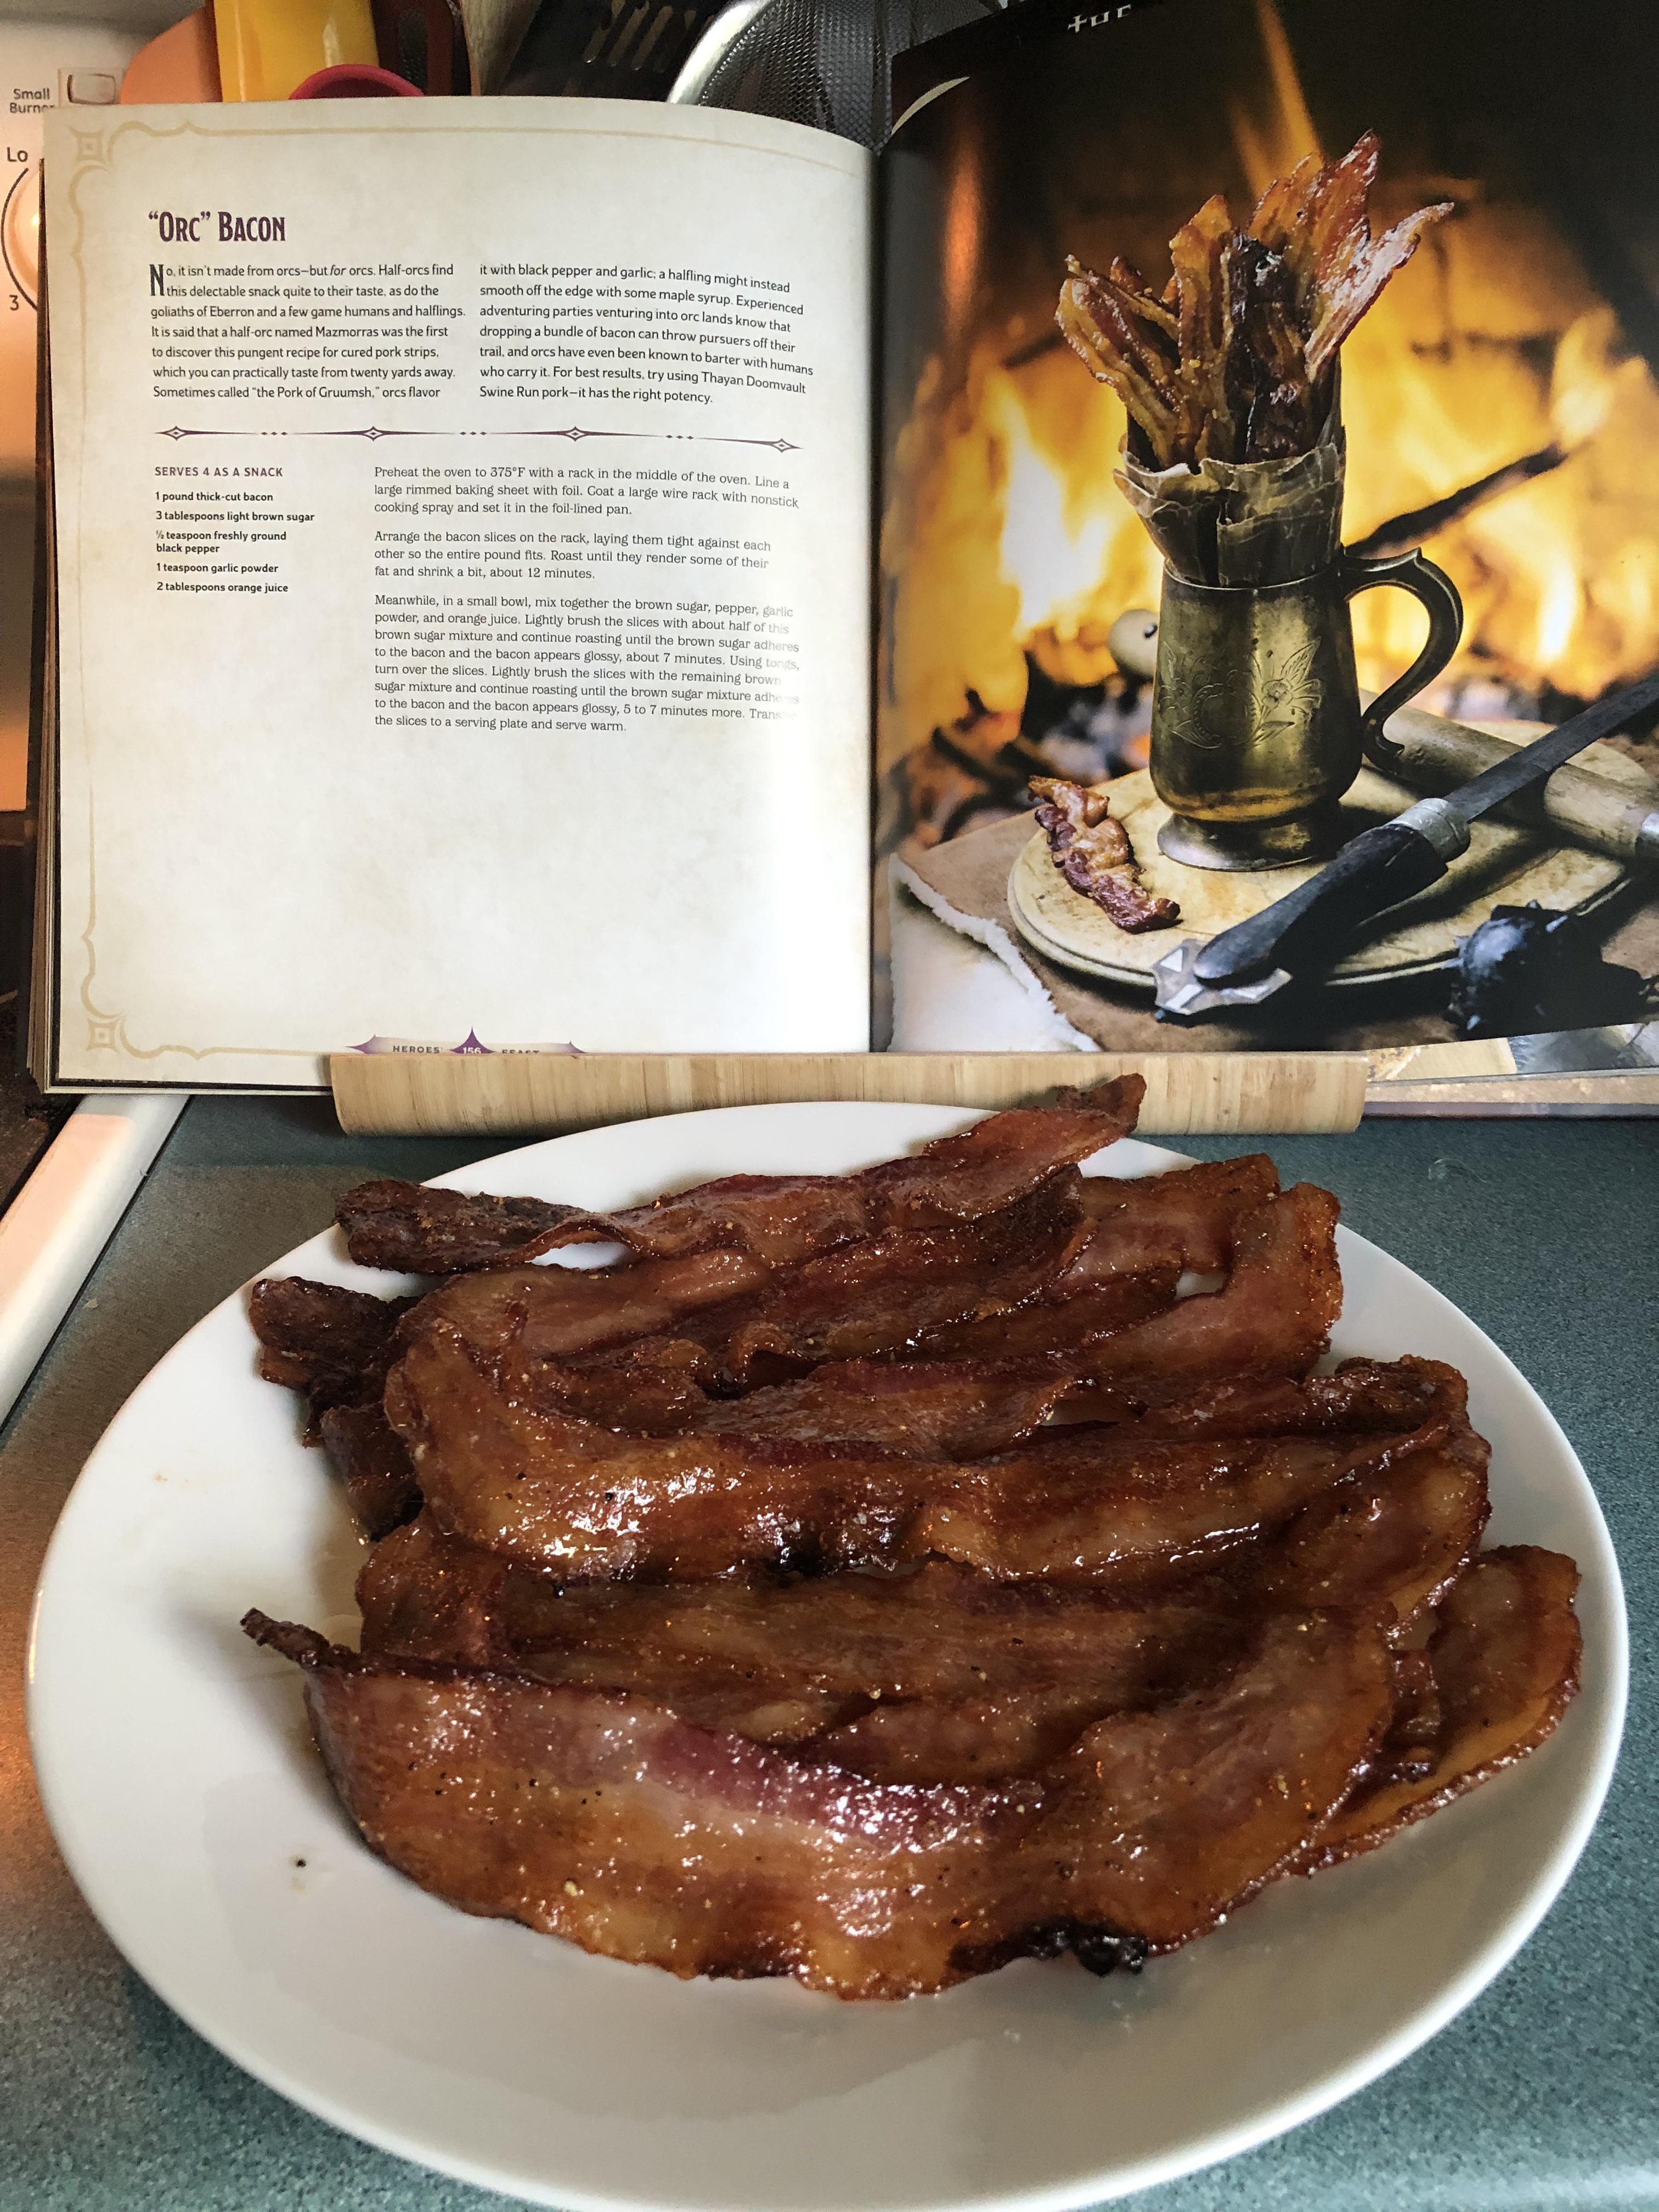 THE
Small
Burner
Lo
3
“ORC” BACON
No, it isn't made from orcs—but for orcs. Half-orcs find
this delectable snack quite to their taste, as do the
goliaths of Eberron and a few game humans and halflings.
It is said that a half-orc named Mazmorras was the first
to discover this pungent recipe for cured pork strips,
which you can practically taste from twenty yards away.
Sometimes called “the Pork of Gruumsh,” orcs flavor
it with black pepper and garlic; a halfling might instead
smooth off the edge with some maple syrup. Experienced
adventuring parties venturing into orc lands know that
dropping a bundle of bacon can throw pursuers off their
trail, and orcs have even been known to barter with humans
who carry it. For best results, try using Thayan Doomvault
Swine Run pork—it has the right potency.
SERVES 4 AS A SNACK
1 pound thick-cut bacon
3 tablespoons light brown sugar
½ teaspoon freshly ground
black pepper
1 teaspoon garlic powder
2 tablespoons orange juice
Preheat the oven to 375°F with a rack in the middle of the oven. Line a
large rimmed baking sheet with foil. Coat a large wire rack with nonstick
cooking spray and set it in the foil-lined pan.
Arrange the bacon slices on the rack, laying them tight against each
other so the entire pound fits. Roast until they render some of their
fat and shrink a bit, about 12 minutes.
Meanwhile, in a small bowl, mix together the brown sugar, pepper, garlic
powder, and orange juice. Lightly brush the slices with about half of this
brown sugar mixture and continue roasting until the brown sugar adheres
to the bacon and the bacon appears glossy, about 7 minutes. Using tongs,
turn over the slices. Lightly brush the slices with the remaining brown
sugar mixture and continue roasting until the brown sugar mixture adheres
to the bacon and the bacon appears glossy, 5 to 7 minutes more. Transfer
the slices to a serving plate and serve warm.
HEROES' 156 FEAST